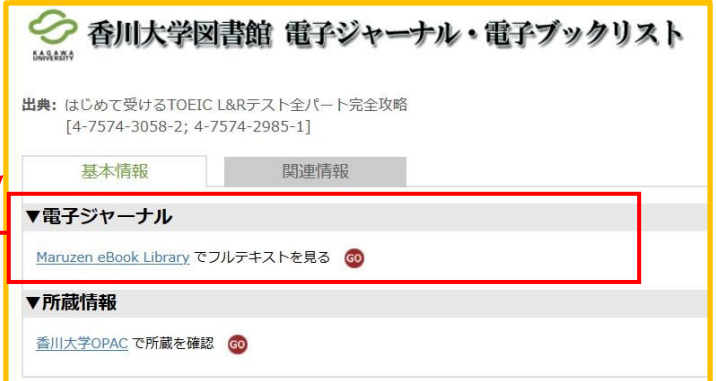 KAGAWA
UNIVERSITY
香川大学図書館 電子ジャーナル・電子ブックリスト
出典: はじめて受けるTOEIC L&Rテスト全パート完全攻略
[4-7574-3058-2; 4-7574-2985-1]
基本情報 関連情報
▼電子ジャーナル
Maruzen eBook Library でフルテキストを見る GO
▼所蔵情報
香川大学OPAC で所蔵を確認 GO